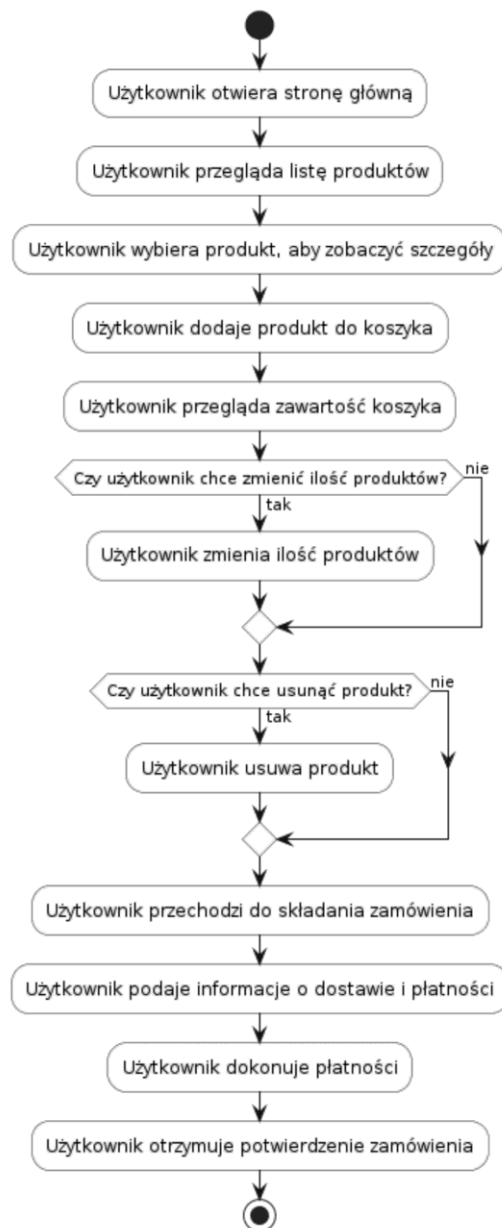 Użytkownik otwiera stronę główną
Użytkownik przegląda listę produktów
Użytkownik wybiera produkt, aby zobaczyć szczegóły
Użytkownik dodaje produkt do koszyka
Użytkownik przegląda zawartość koszyka
Czy użytkownik chce zmienić ilość produktów?
nie
tak
Użytkownik zmienia ilość produktów
Czy użytkownik chce usunąć produkt?
nie
tak
Użytkownik usuwa produkt
Użytkownik przechodzi do składania zamówienia
Użytkownik podaje informacje o dostawie i płatności
Użytkownik dokonuje płatności
Użytkownik otrzymuje potwierdzenie zamówienia